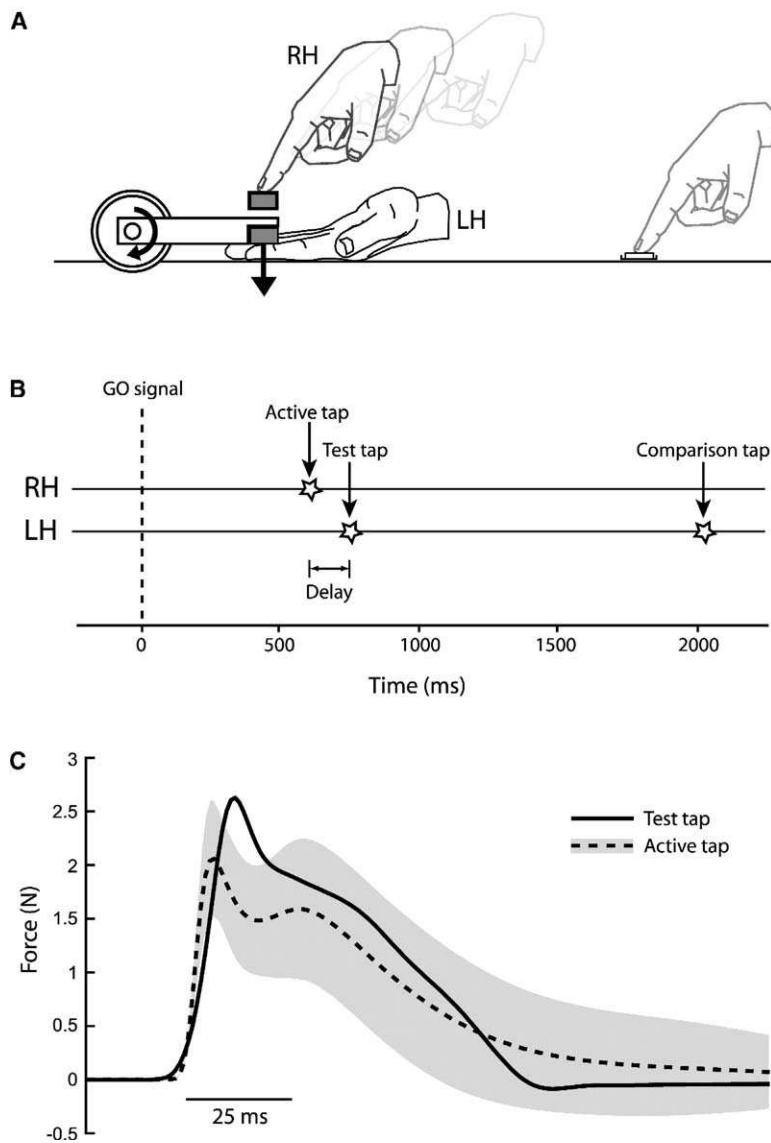 A
RH
LH
B
GO signal
Active tap
Test tap
Comparison tap
RH
LH
Delay
0 500 1000 1500 2000
Time (ms)
C
3
2.5
2
1.5
1
0.5
0
-0.5
Force (N)
Test tap
Active tap
25 ms